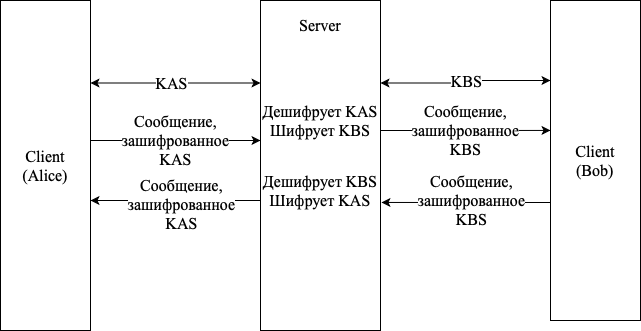 Server
KAS
KBS
Сообщение,
зашифрованное
KAS
Дешифрует KAS
Шифрует KBS
Сообщение,
зашифрованное
KBS
Client
(Alice)
Client
(Bob)
Сообщение,
зашифрованное
KAS
Дешифрует KBS
Шифрует KAS
Сообщение,
зашифрованное
KBS